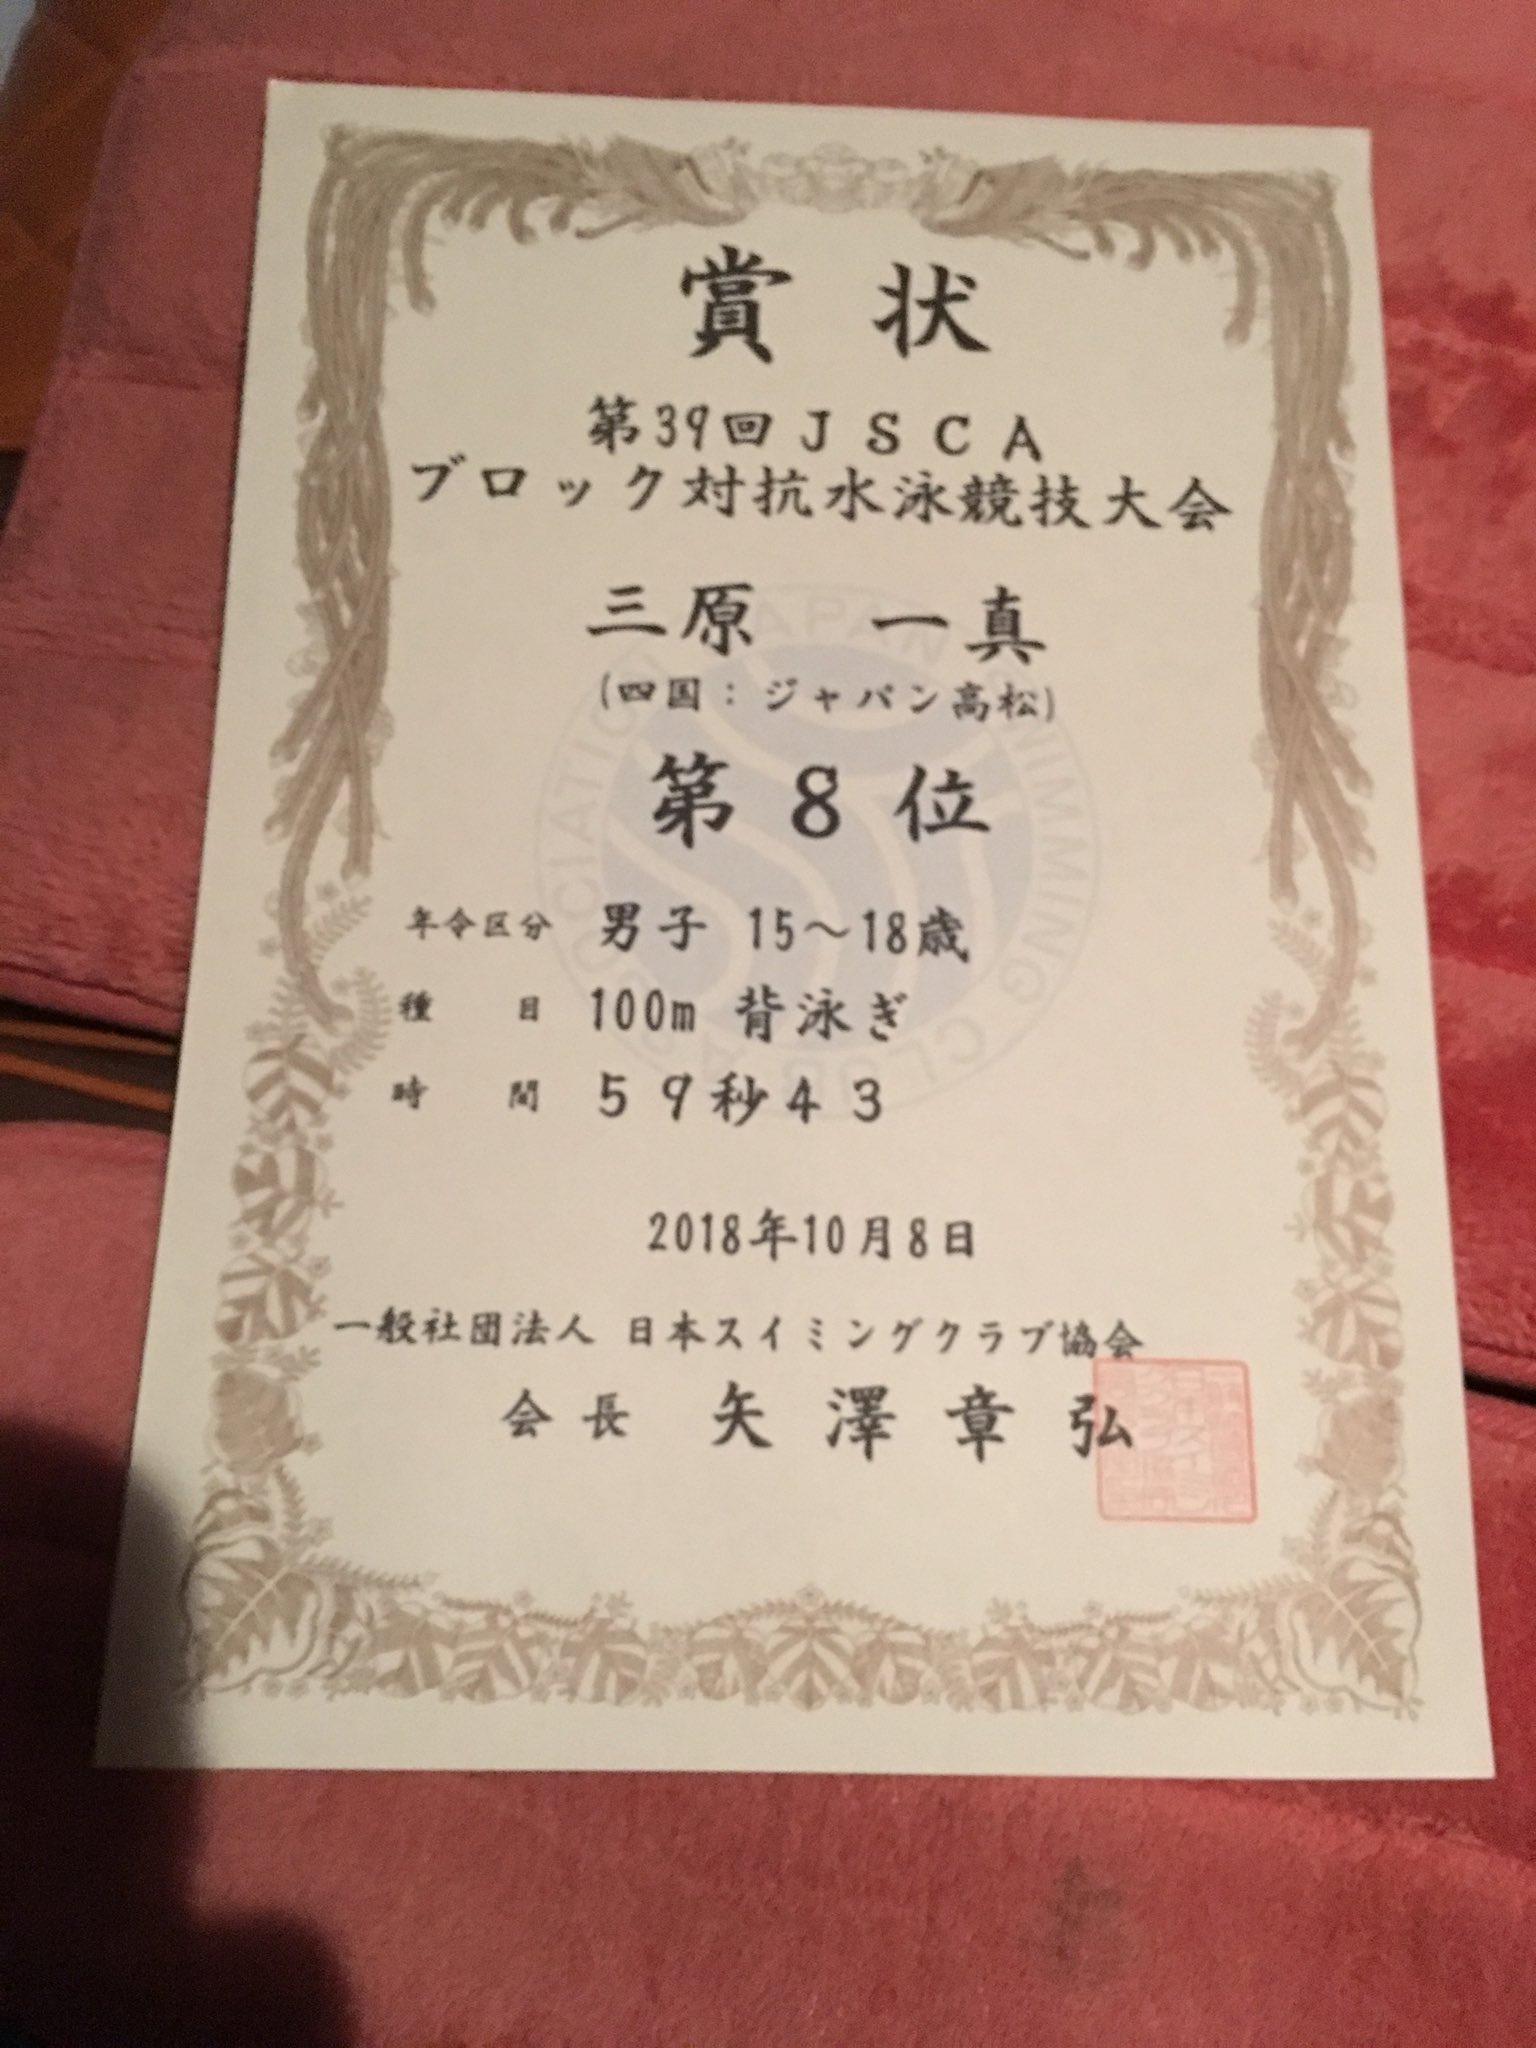 賞状
第39回JSCA
ブロック対抗水泳競技大会
三原 一真
(四国:ジャパン高松)
第8位
年令区分 男子 15～18歳
種目 100m 背泳ぎ
時間 59秒43
2018年10月8日
一般社団法人 日本スイミングクラブ協会
会長 矢澤章弘
JAPAN SWIMMING CLUB ASSOCIATION